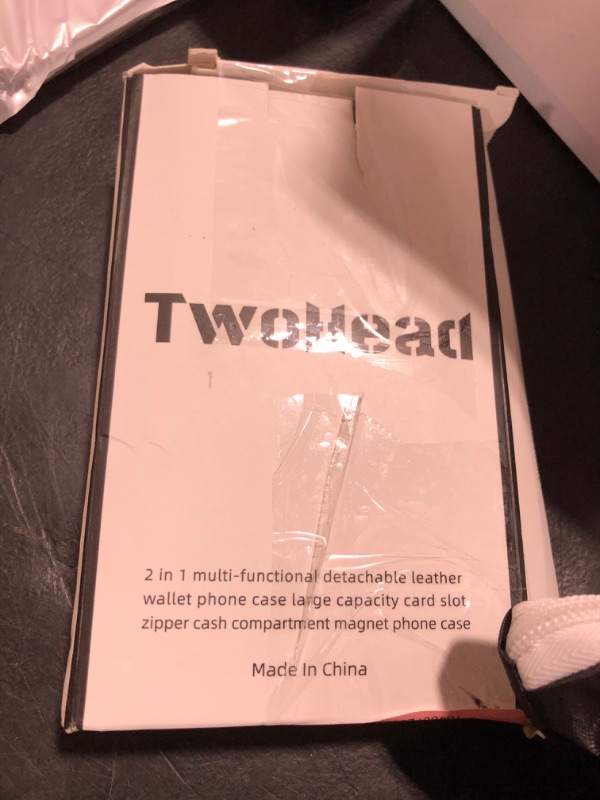 TwoHead
2 in 1 multi-functional detachable leather
wallet phone case large capacity card slot
zipper cash compartment magnet phone case
Made In China